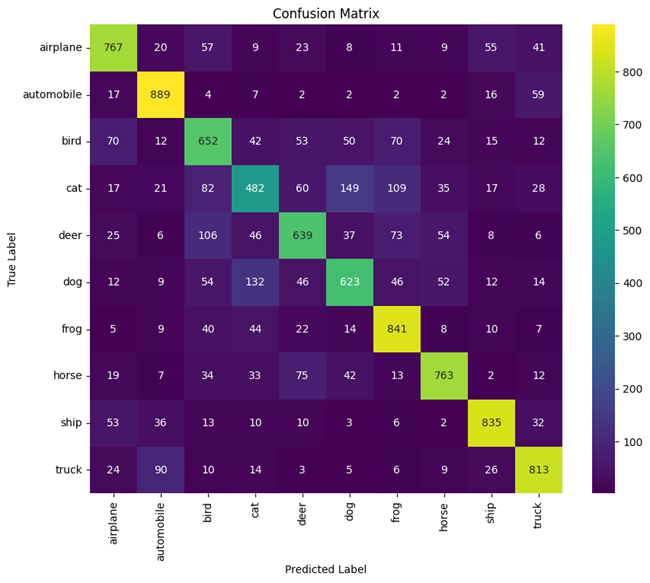 Confusion Matrix
airplane 767 20 57 9 23 8 11 9 55 41
automobile 17 889 4 7 2 2 2 2 16 59
bird 70 12 652 42 53 50 70 24 15 12
cat 17 21 82 482 60 149 109 35 17 28
deer 25 6 106 46 639 37 73 54 8 6
dog 12 9 54 132 46 623 46 52 12 14
frog 5 9 40 44 22 14 841 8 10 7
horse 19 7 34 33 75 42 13 763 2 12
ship 53 36 13 10 10 3 6 2 835 32
truck 24 90 10 14 3 5 6 9 26 813
airplane automobile bird cat deer dog frog horse ship truck
Predicted Label
True Label
800
700
600
500
400
300
200
100